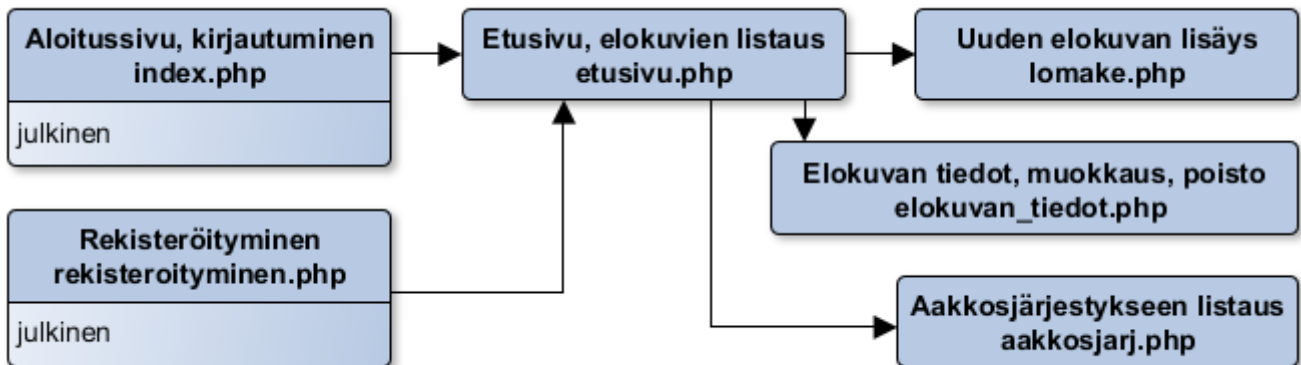 Aloitussivu, kirjautuminen
index.php
julkinen
Etusivu, elokuvien listaus
etusivu.php
Uuden elokuvan lisäys
lomake.php
Elokuvan tiedot, muokkaus, poisto
elokuvan_tiedot.php
Rekisteröityminen
rekisteroityminen.php
julkinen
Aakkosjärjestykseen listaus
aakkosjarj.php